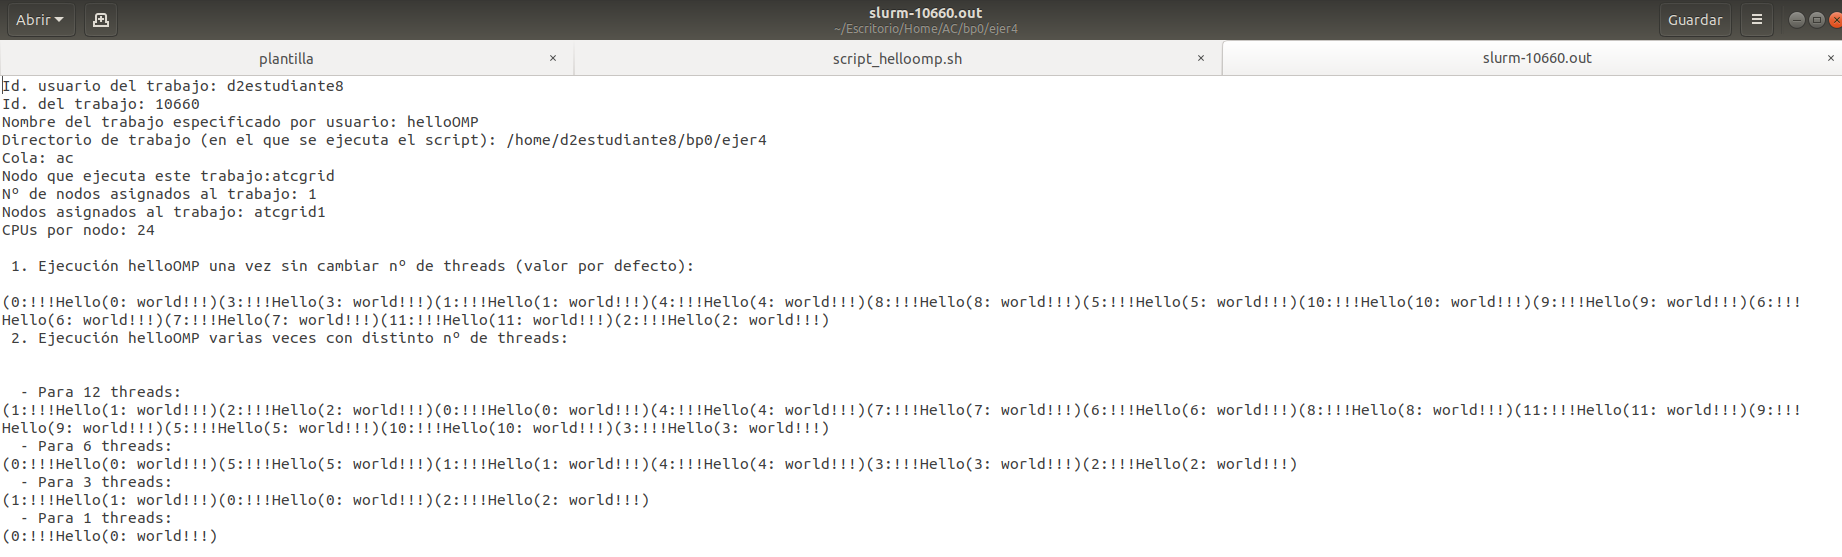 Abrir
slurm-10660.out
~/Escritorio/Home/AC/bp0/ejer4
Guardar
plantilla
script_helloomp.sh
slurm-10660.out
Id. usuario del trabajo: d2estudiante8
Id. del trabajo: 10660
Nombre del trabajo especificado por usuario: helloOMP
Directorio de trabajo (en el que se ejecuta el script): /home/d2estudiante8/bp0/ejer4
Cola: ac
Nodo que ejecuta este trabajo:atcgrid
Nº de nodos asignados al trabajo: 1
Nodos asignados al trabajo: atcgrid1
CPUs por nodo: 24
1. Ejecución helloOMP una vez sin cambiar nº de threads (valor por defecto):
(0:!!!Hello(0: world!!!)(3:!!!Hello(3: world!!!)(1:!!!Hello(1: world!!!)(4:!!!Hello(4: world!!!)(8:!!!Hello(8: world!!!)(5:!!!Hello(5: world!!!)(10:!!!Hello(10: world!!!)(9:!!!Hello(9: world!!!)(6:!!!
Hello(6: world!!!)(7:!!!Hello(7: world!!!)(11:!!!Hello(11: world!!!)(2:!!!Hello(2: world!!!)
2. Ejecución helloOMP varias veces con distinto nº de threads:
- Para 12 threads:
(1:!!!Hello(1: world!!!)(2:!!!Hello(2: world!!!)(0:!!!Hello(0: world!!!)(4:!!!Hello(4: world!!!)(7:!!!Hello(7: world!!!)(6:!!!Hello(6: world!!!)(8:!!!Hello(8: world!!!)(11:!!!Hello(11: world!!!)(9:!!!
Hello(9: world!!!)(5:!!!Hello(5: world!!!)(10:!!!Hello(10: world!!!)(3:!!!Hello(3: world!!!)
- Para 6 threads:
(0:!!!Hello(0: world!!!)(5:!!!Hello(5: world!!!)(1:!!!Hello(1: world!!!)(4:!!!Hello(4: world!!!)(3:!!!Hello(3: world!!!)(2:!!!Hello(2: world!!!)
- Para 3 threads:
(1:!!!Hello(1: world!!!)(0:!!!Hello(0: world!!!)(2:!!!Hello(2: world!!!)
- Para 1 threads:
(0:!!!Hello(0: world!!!)